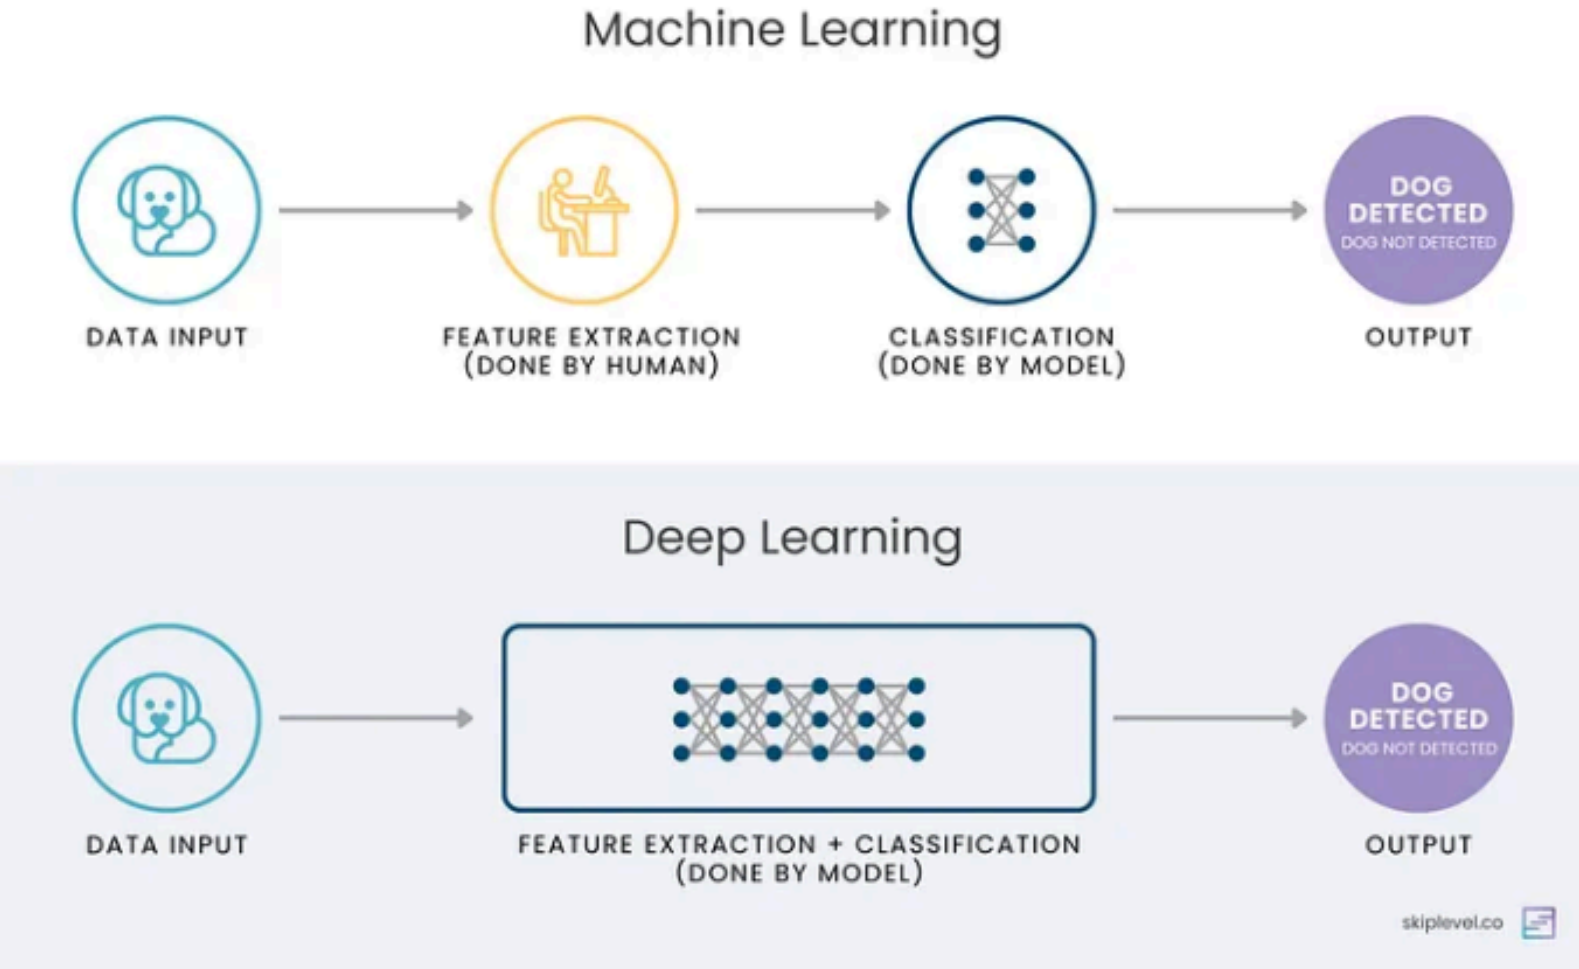 Machine Learning
DOG
DETECTED
DOG NOT DETECTED
DATA INPUT
FEATURE EXTRACTION
(DONE BY HUMAN)
CLASSIFICATION
(DONE BY MODEL)
OUTPUT
Deep Learning
DOG
DETECTED
DOG NOT DETECTED
DATA INPUT
FEATURE EXTRACTION + CLASSIFICATION
(DONE BY MODEL)
OUTPUT
skiplevel.co